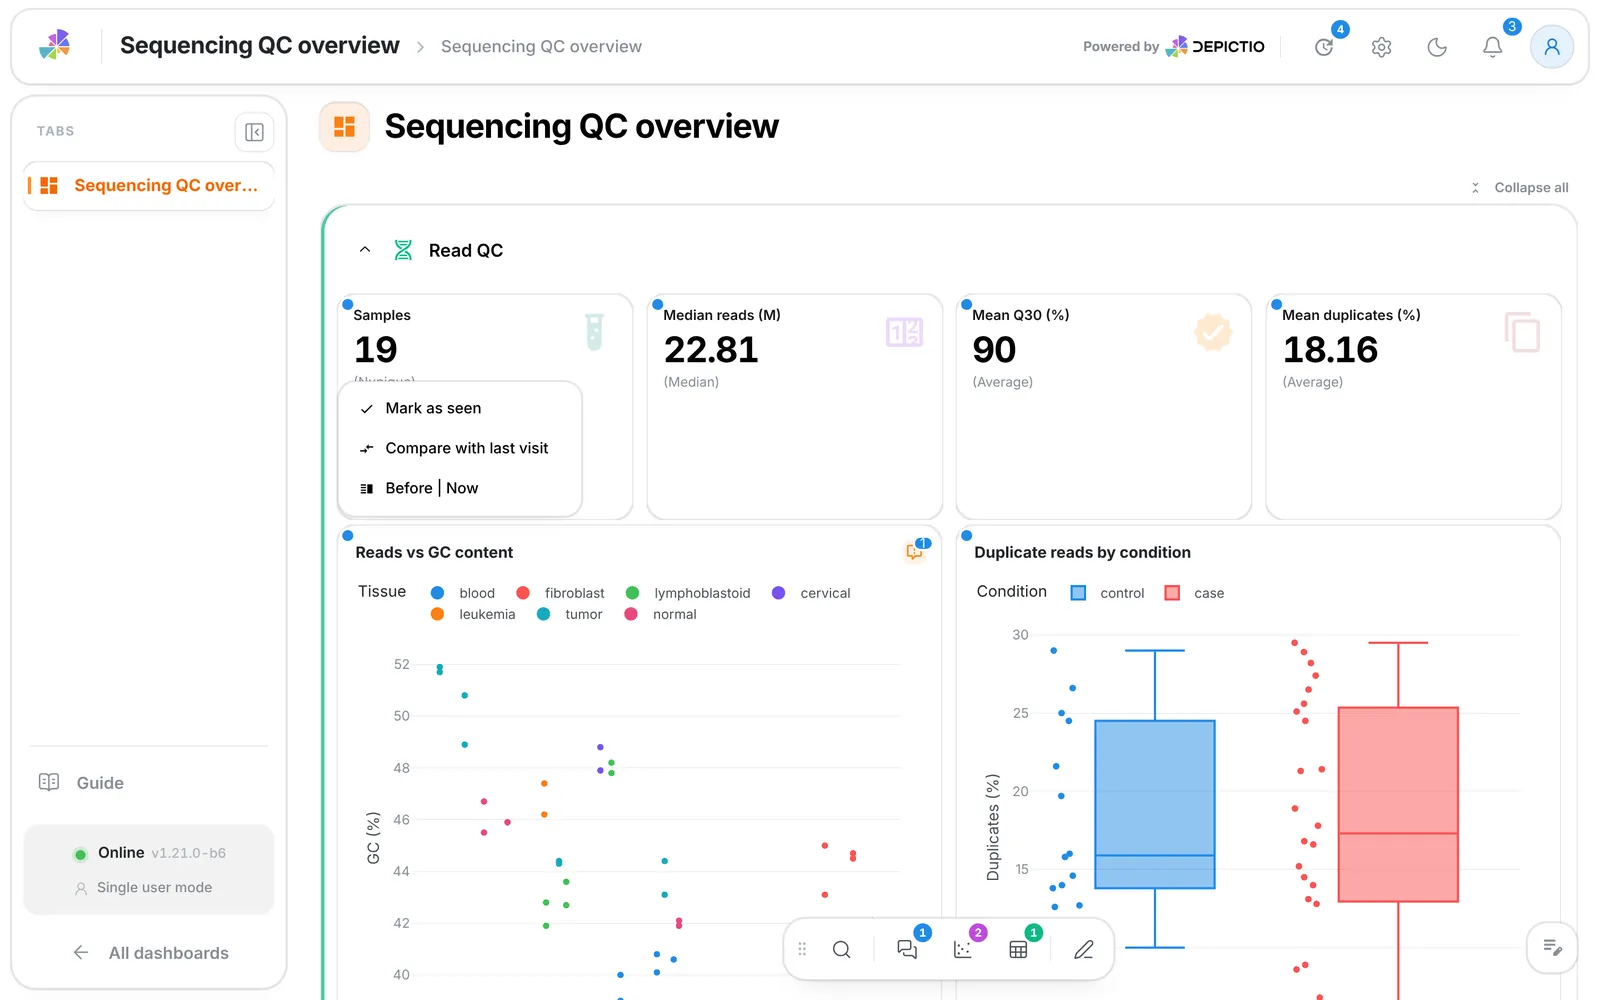 Sequencing QC overview
Sequencing QC overview
Powered by DEPICTIO
4
3
TABS
Sequencing QC over...
Sequencing QC overview
Collapse all
Read QC
Samples
19
Median reads (M)
22.81
(Median)
Mean Q30 (%)
90
(Average)
Mean duplicates (%)
18.16
(Average)
Mark as seen
Compare with last visit
Before | Now
Reads vs GC content
1
Tissue
blood
fibroblast
lymphoblastoid
cervical
leukemia
tumor
normal
52
50
48
46
44
42
40
GC (%)
Duplicate reads by condition
Condition
control
case
30
25
20
15
Duplicates (%)
1
2
1
Guide
Online v1.21.0-b6
Single user mode
All dashboards